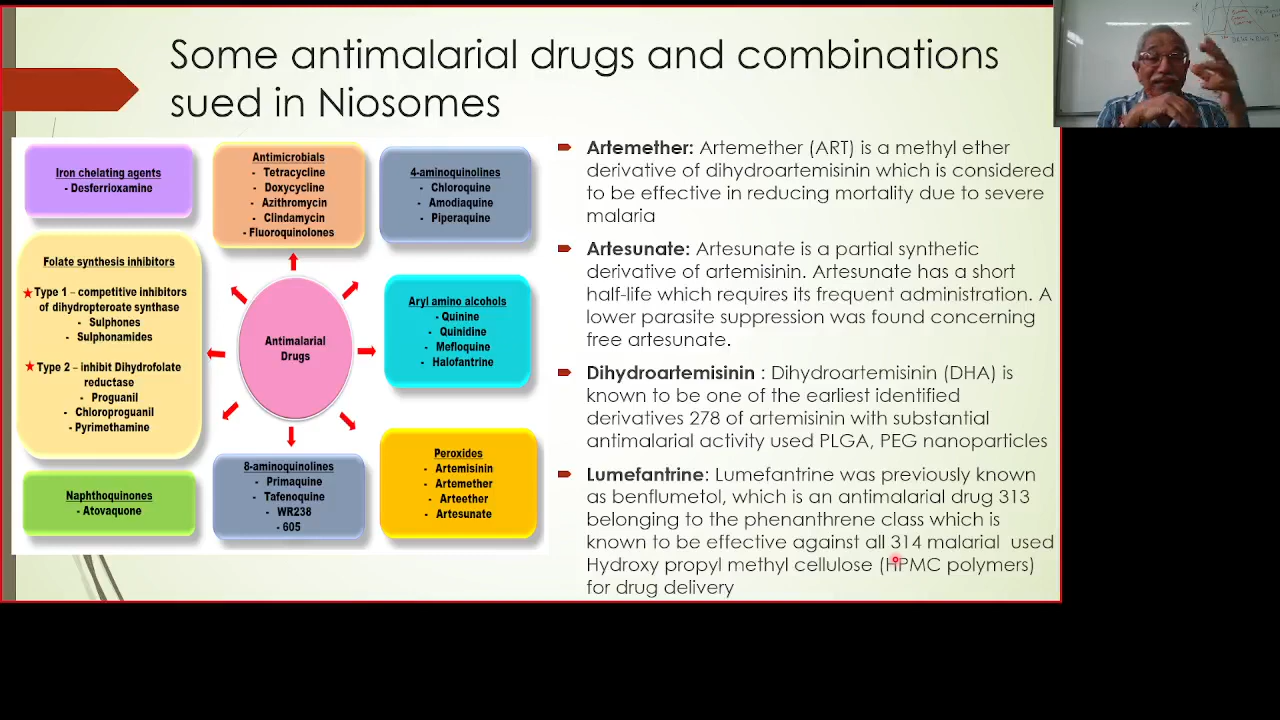 Some antimalarial drugs and combinations
sued in Niosomes
Iron chelating agents
- Desferrioxamine
Antimicrobials
- Tetracycline
- Doxycycline
- Azithromycin
- Clindamycin
- Fluoroquinolones
4-aminoquinolines
- Chloroquine
- Amodiaquine
- Piperaquine
Folate synthesis inhibitors
Type 1 – competitive inhibitors
of dihydropteroate synthase
- Sulphones
- Sulphonamides
Type 2 – inhibit Dihydrofolate
reductase
- Proguanil
- Chloroproguanil
- Pyrimethamine
Antimalarial
Drugs
Aryl amino alcohols
- Quinine
- Quinidine
- Mefloquine
- Halofantrine
Naphthoquinones
- Atovaquone
8-aminoquinolines
- Primaquine
- Tafenoquine
- WR238
- 605
Peroxides
- Artemisinin
- Artemether
- Arteether
- Artesunate
Artemether: Artemether (ART) is a methyl ether
derivative of dihydroartemisinin which is considered
to be effective in reducing mortality due to severe
malaria
Artesunate: Artesunate is a partial synthetic
derivative of artemisinin. Artesunate has a short
half-life which requires its frequent administration. A
lower parasite suppression was found concerning
free artesunate.
Dihydroartemisinin : Dihydroartemisinin (DHA) is
known to be one of the earliest identified
derivatives 278 of artemisinin with substantial
antimalarial activity used PLGA, PEG nanoparticles
Lumefantrine: Lumefantrine was previously known
as benflumetol, which is an antimalarial drug 313
belonging to the phenanthrene class which is
known to be effective against all 314 malarial used
Hydroxy propyl methyl cellulose (HPMC polymers)
for drug delivery